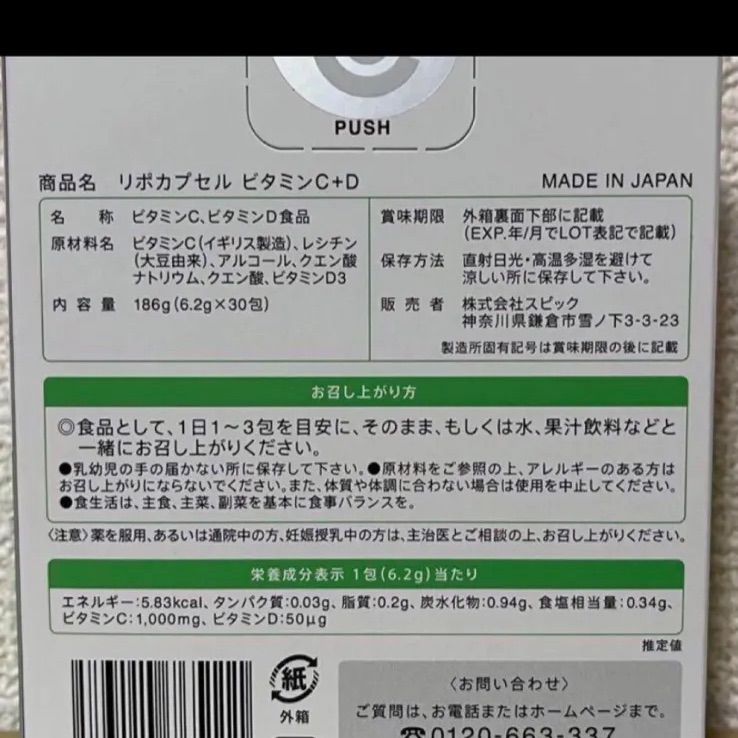 PUSH
商品名 リポカプセル ビタミンC+D
MADE IN JAPAN
名 称 ビタミンC、ビタミンD食品
原材料名 ビタミンC(イギリス製造)、レシチン
(大豆由来)、アルコール、クエン酸
ナトリウム、クエン酸、ビタミンD3
内 容 量 186g(6.2g×30包)
賞味期限 外箱裏面下部に記載
(EXP.年/月でLOT表記で記載)
保存方法 直射日光・高温多湿を避けて
涼しい所に保存して下さい。
販 売 者 株式会社スピック
神奈川県鎌倉市雪ノ下3-3-23
製造所固有記号は賞味期限の後に記載
お召し上がり方
◎食品として、1日1〜3包を目安に、そのまま、もしくは水、果汁飲料などと
一緒にお召し上がりください。
●乳幼児の手の届かない所に保存して下さい。●原材料をご参照の上、アレルギーのある方は
お召し上がりにならないでください。また、体質や体調に合わない場合は使用を中止してください。
●食生活は、主食、主菜、副菜を基本に食事バランスを。
〈注意〉薬を服用、あるいは通院中の方、妊娠授乳中の方は、主治医とご相談の上、お召し上がりください。
栄養成分表示 1包(6.2g)当たり
エネルギー:5.83kcal、タンパク質:0.03g、脂質:0.2g、炭水化物:0.94g、食塩相当量:0.34g、
ビタミンC:1,000mg、ビタミンD:50μg
推定値
紙
外箱
〈お問い合わせ〉
ご質問は、お電話またはホームページまで。
☎0120-663-337